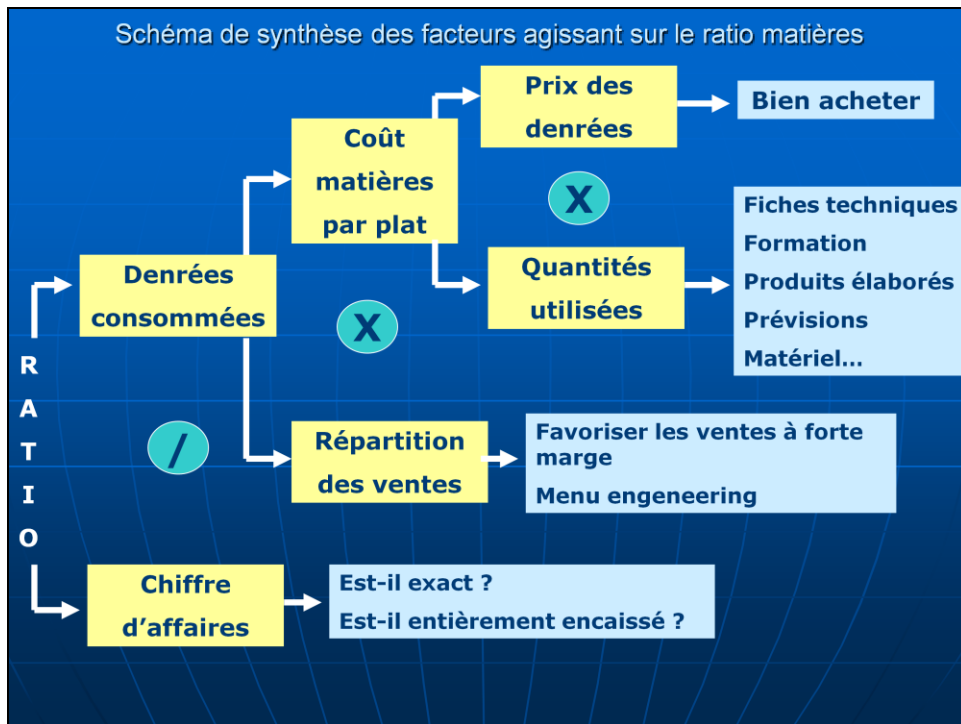 Schéma de synthèse des facteurs agissant sur le ratio matières
Prix des
denrées
Bien acheter
Coût
matières
par plat
X
Fiches techniques
Formation
Produits élaborés
Prévisions
Matériel...
Quantités
utilisées
Denrées
consommées
X
R
A
T
I
O
/
Répartition
des ventes
Favoriser les ventes à forte
marge
Menu engeneering
Chiffre
d'affaires
Est-il exact ?
Est-il entièrement encaissé ?